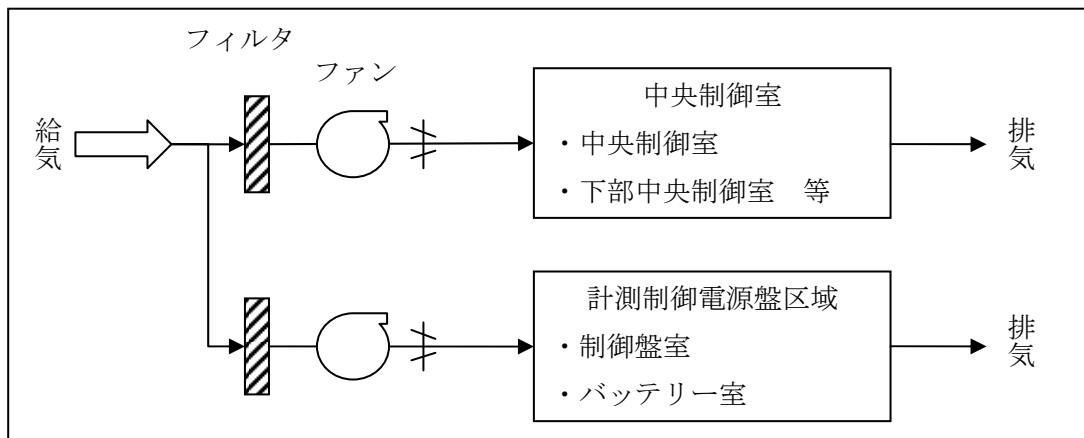 フィルタ
ファン
給気
中央制御室
・中央制御室
・下部中央制御室　等
排気
計測制御電源盤区域
・制御盤室
・バッテリー室
排気